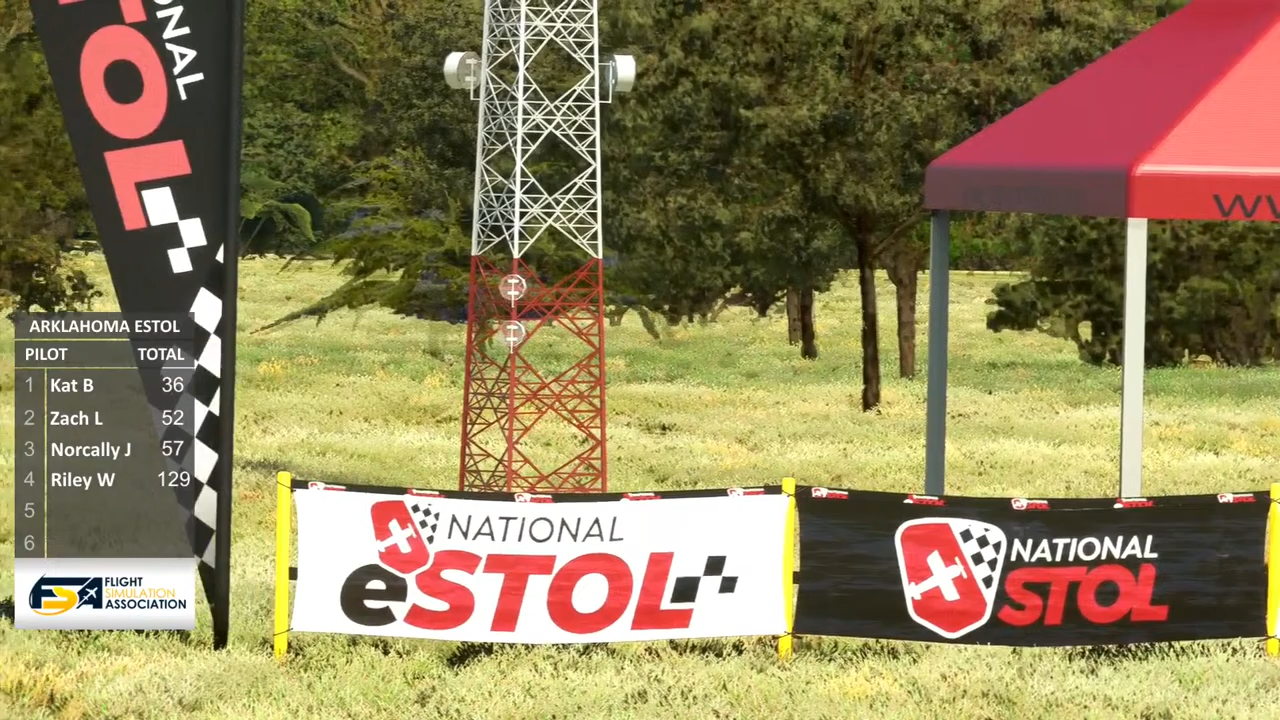 NATIONAL
STOL
ARKLAHOMA ESTOL
PILOT TOTAL
1 Kat B 36
2 Zach L 52
3 Norcally J 57
4 Riley W 129
5
6
FLIGHT
SIMULATION
ASSOCIATION
NATIONAL
eSTOL
NATIONAL
STOL